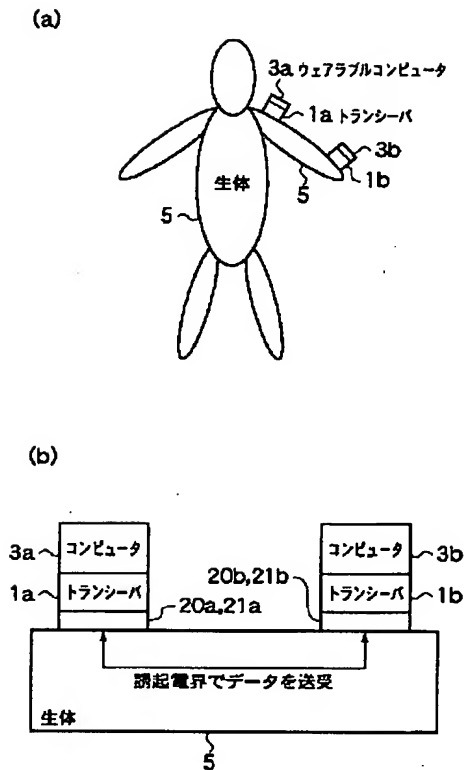 (a)
3a ウェアラブルコンピュータ
1a トランシーバ
3b
1b
5
生体
5
(b)
3a コンピュータ
コンピュータ 3b
1a トランシーバ
20b,21b
トランシーバ 1b
20a,21a
誘起電界でデータを送受
生体
5